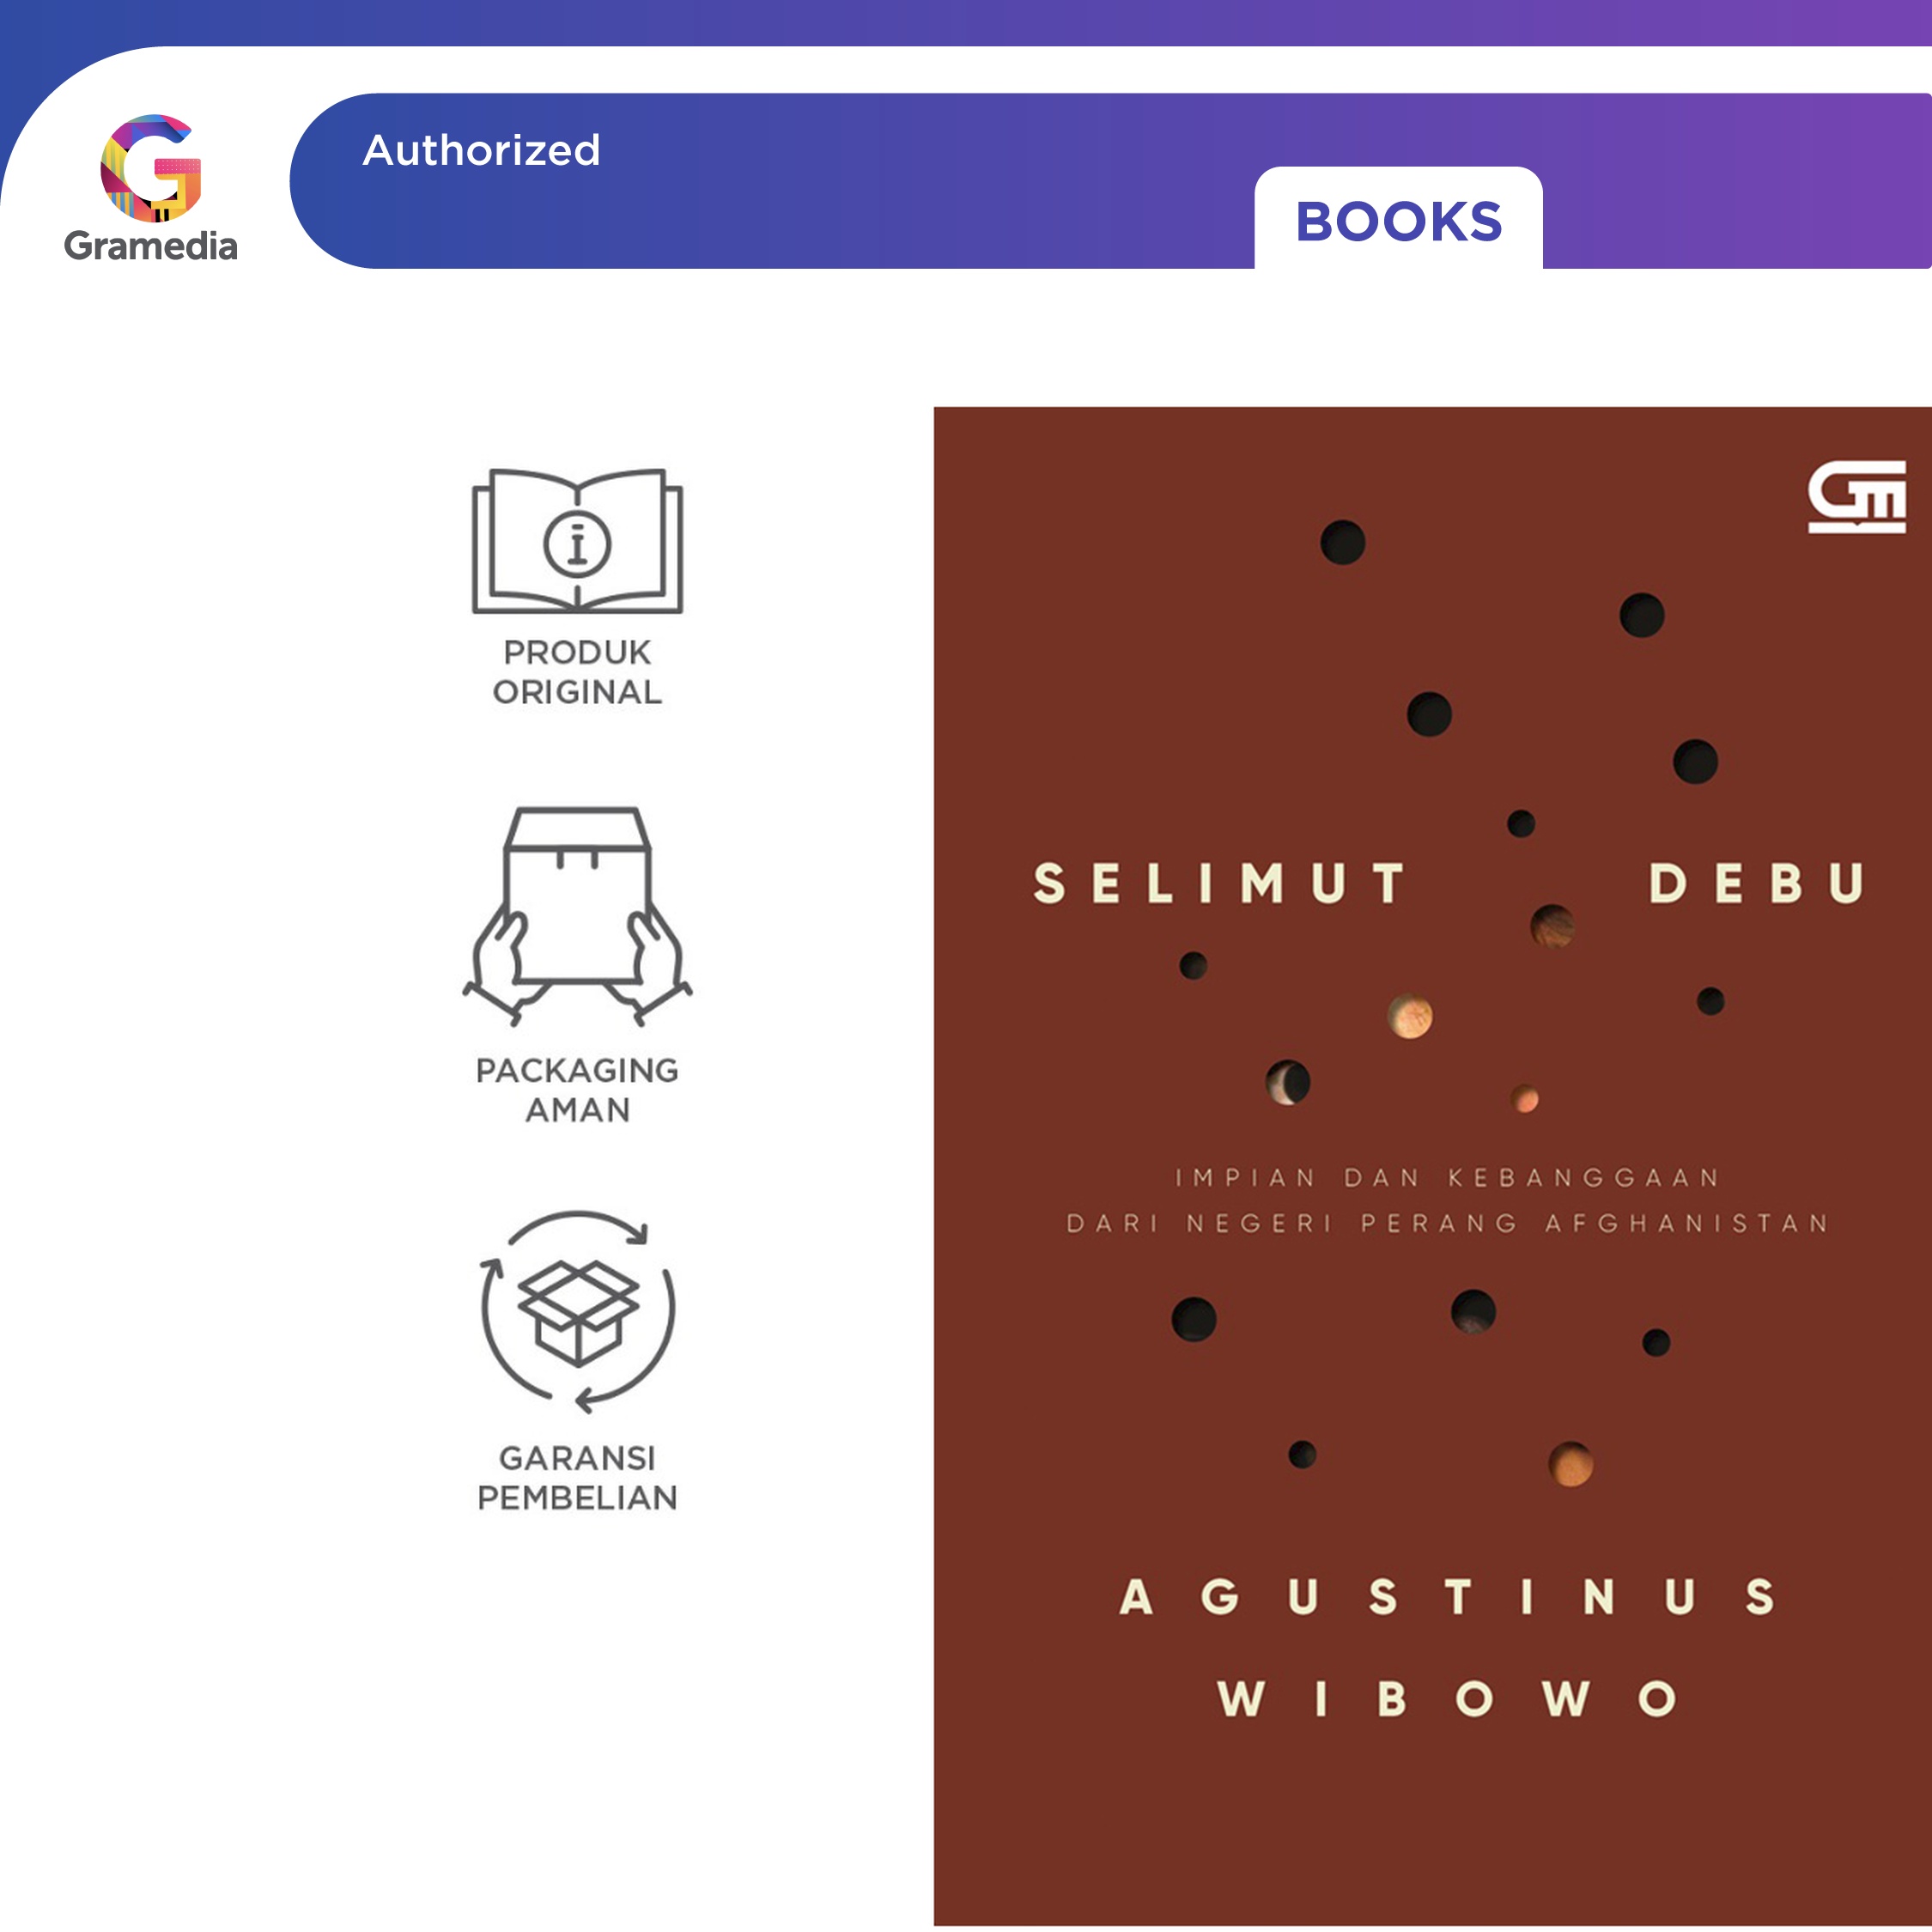 Gramedia
Authorized
BOOKS
PRODUK
ORIGINAL
PACKAGING
AMAN
GARANSI
PEMBELIAN
GM
SELIMUT DEBU
IMPIAN DAN KEBANGGAAN
DARI NEGERI PERANG AFGHANISTAN
AGUSTINUS
WIBOWO